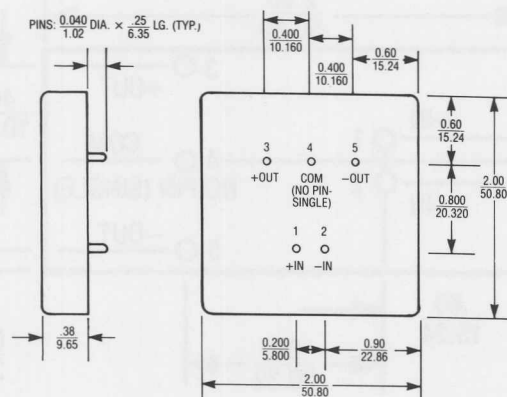 PINS: 0.040/1.02 DIA. × .25/6.35 LG. (TYP.)
0.400/10.160
0.400/10.160
0.60/15.24
0.60/15.24
0.800/20.320
2.00/50.80
3 4 5
+OUT COM −OUT
(NO PIN-
SINGLE)
1 2
+IN −IN
.38/9.65
0.200/5.800
0.90/22.86
2.00/50.80